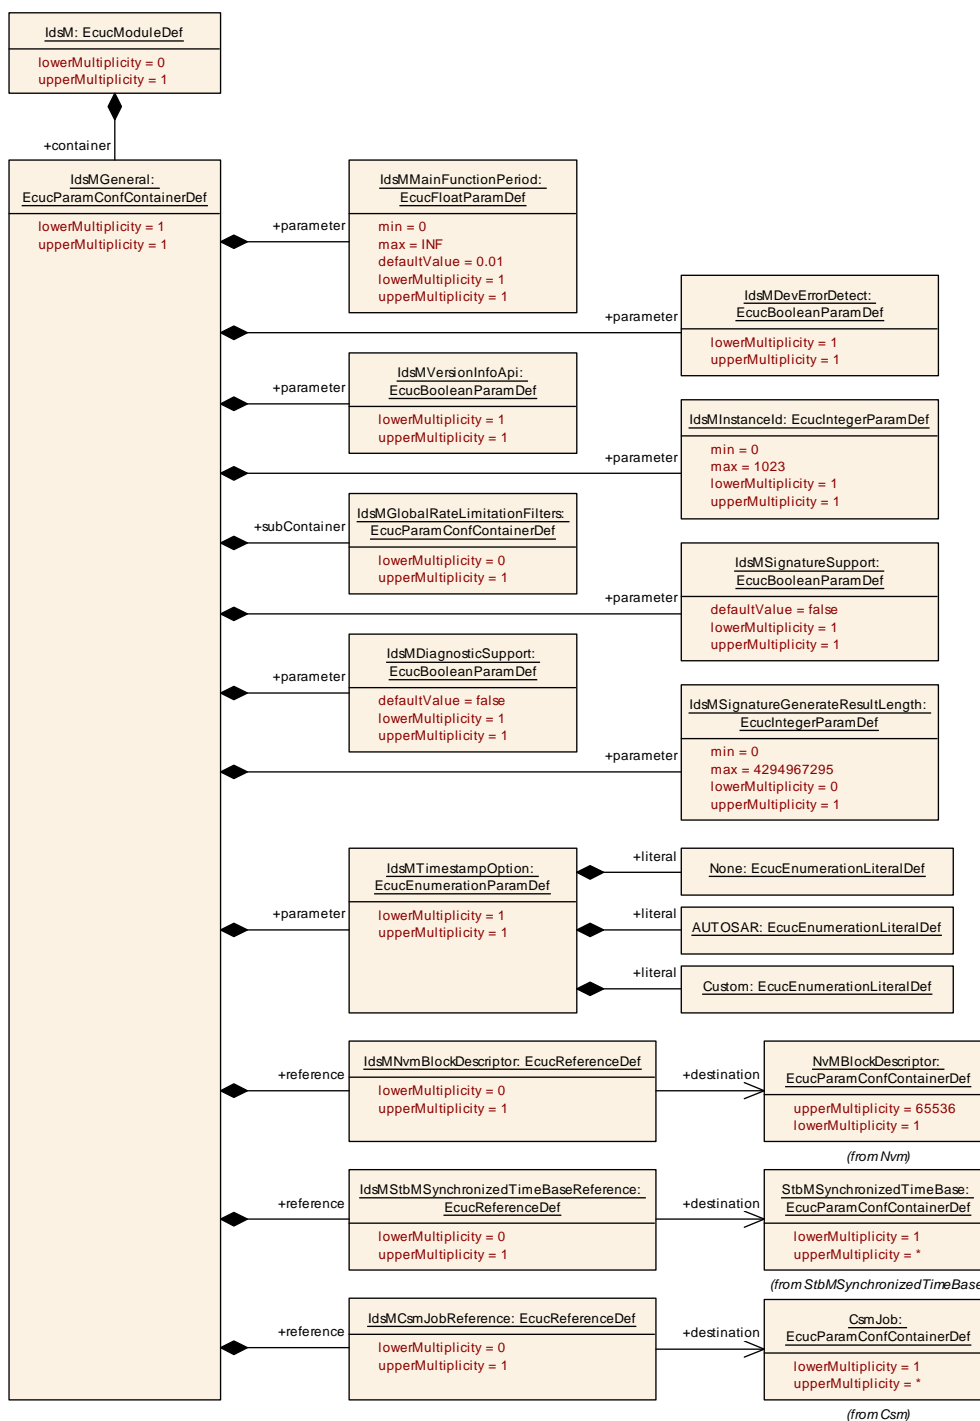 IdsM: EcucModuleDef
lowerMultiplicity = 0
upperMultiplicity = 1
+container
IdsMGeneral:
EcucParamConfContainerDef
lowerMultiplicity = 1
upperMultiplicity = 1
+parameter
IdsMMainFunctionPeriod:
EcucFloatParamDef
min = 0
max = INF
defaultValue = 0.01
lowerMultiplicity = 1
upperMultiplicity = 1
+parameter
IdsMDevErrorDetect:
EcucBooleanParamDef
lowerMultiplicity = 1
upperMultiplicity = 1
+parameter
IdsMVersionInfoApi:
EcucBooleanParamDef
lowerMultiplicity = 1
upperMultiplicity = 1
+parameter
IdsMInstanceId: EcucIntegerParamDef
min = 0
max = 1023
lowerMultiplicity = 1
upperMultiplicity = 1
+subContainer
IdsMGlobalRateLimitationFilters:
EcucParamConfContainerDef
lowerMultiplicity = 0
upperMultiplicity = 1
+parameter
IdsMSignatureSupport:
EcucBooleanParamDef
defaultValue = false
lowerMultiplicity = 1
upperMultiplicity = 1
+parameter
IdsMDiagnosticSupport:
EcucBooleanParamDef
defaultValue = false
lowerMultiplicity = 1
upperMultiplicity = 1
+parameter
IdsMSignatureGenerateResultLength:
EcucIntegerParamDef
min = 0
max = 4294967295
lowerMultiplicity = 0
upperMultiplicity = 1
+parameter
IdsMTimestampOption:
EcucEnumerationParamDef
lowerMultiplicity = 1
upperMultiplicity = 1
+literal
None: EcucEnumerationLiteralDef
+literal
AUTOSAR: EcucEnumerationLiteralDef
+literal
Custom: EcucEnumerationLiteralDef
+reference
IdsMNvmBlockDescriptor: EcucReferenceDef
lowerMultiplicity = 0
upperMultiplicity = 1
+destination
NvMBlockDescriptor:
EcucParamConfContainerDef
upperMultiplicity = 65536
lowerMultiplicity = 1
(from Nvm)
+reference
IdsMStbMSynchronizedTimeBaseReference:
EcucReferenceDef
lowerMultiplicity = 0
upperMultiplicity = 1
+destination
StbMSynchronizedTimeBase:
EcucParamConfContainerDef
lowerMultiplicity = 1
upperMultiplicity = *
(from StbMSynchronizedTimeBase
+reference
IdsMCsmJobReference: EcucReferenceDef
lowerMultiplicity = 0
upperMultiplicity = 1
+destination
CsmJob:
EcucParamConfContainerDef
lowerMultiplicity = 1
upperMultiplicity = *
(from Csm)